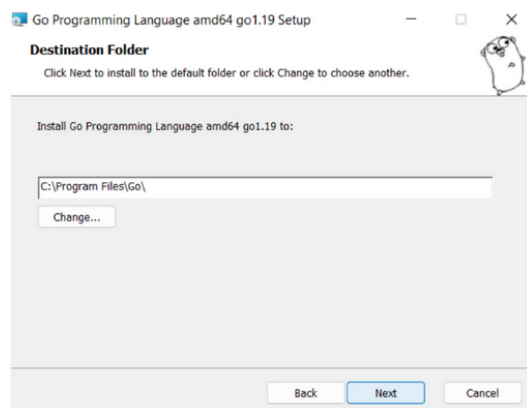 Go Programming Language amd64 go1.19 Setup
Destination Folder
Click Next to install to the default folder or click Change to choose another.
Install Go Programming Language amd64 go1.19 to:
C:\Program Files\Go\
Change...
Back Next Cancel